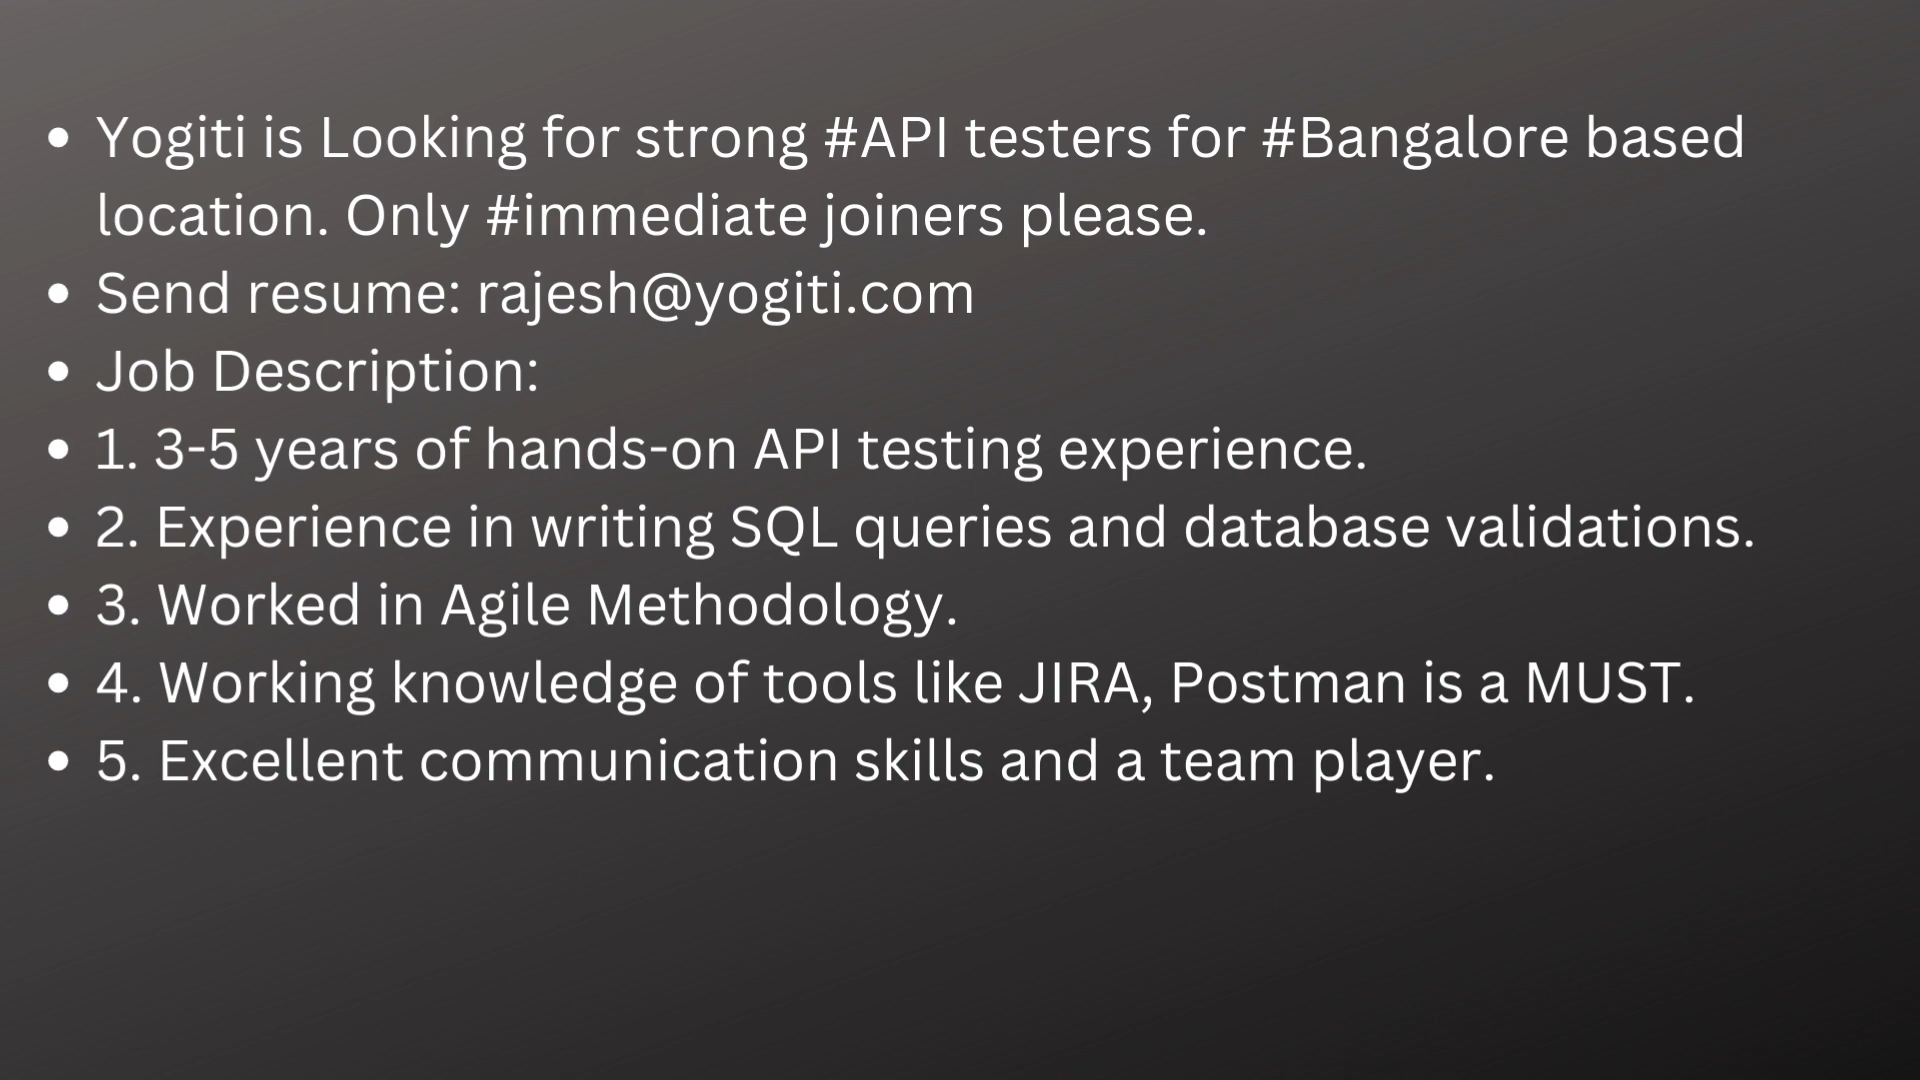 • Yogiti is Looking for strong #API testers for #Bangalore based
location. Only #immediate joiners please.
• Send resume: rajesh@yogiti.com
• Job Description:
• 1. 3-5 years of hands-on API testing experience.
• 2. Experience in writing SQL queries and database validations.
• 3. Worked in Agile Methodology.
• 4. Working knowledge of tools like JIRA, Postman is a MUST.
• 5. Excellent communication skills and a team player.